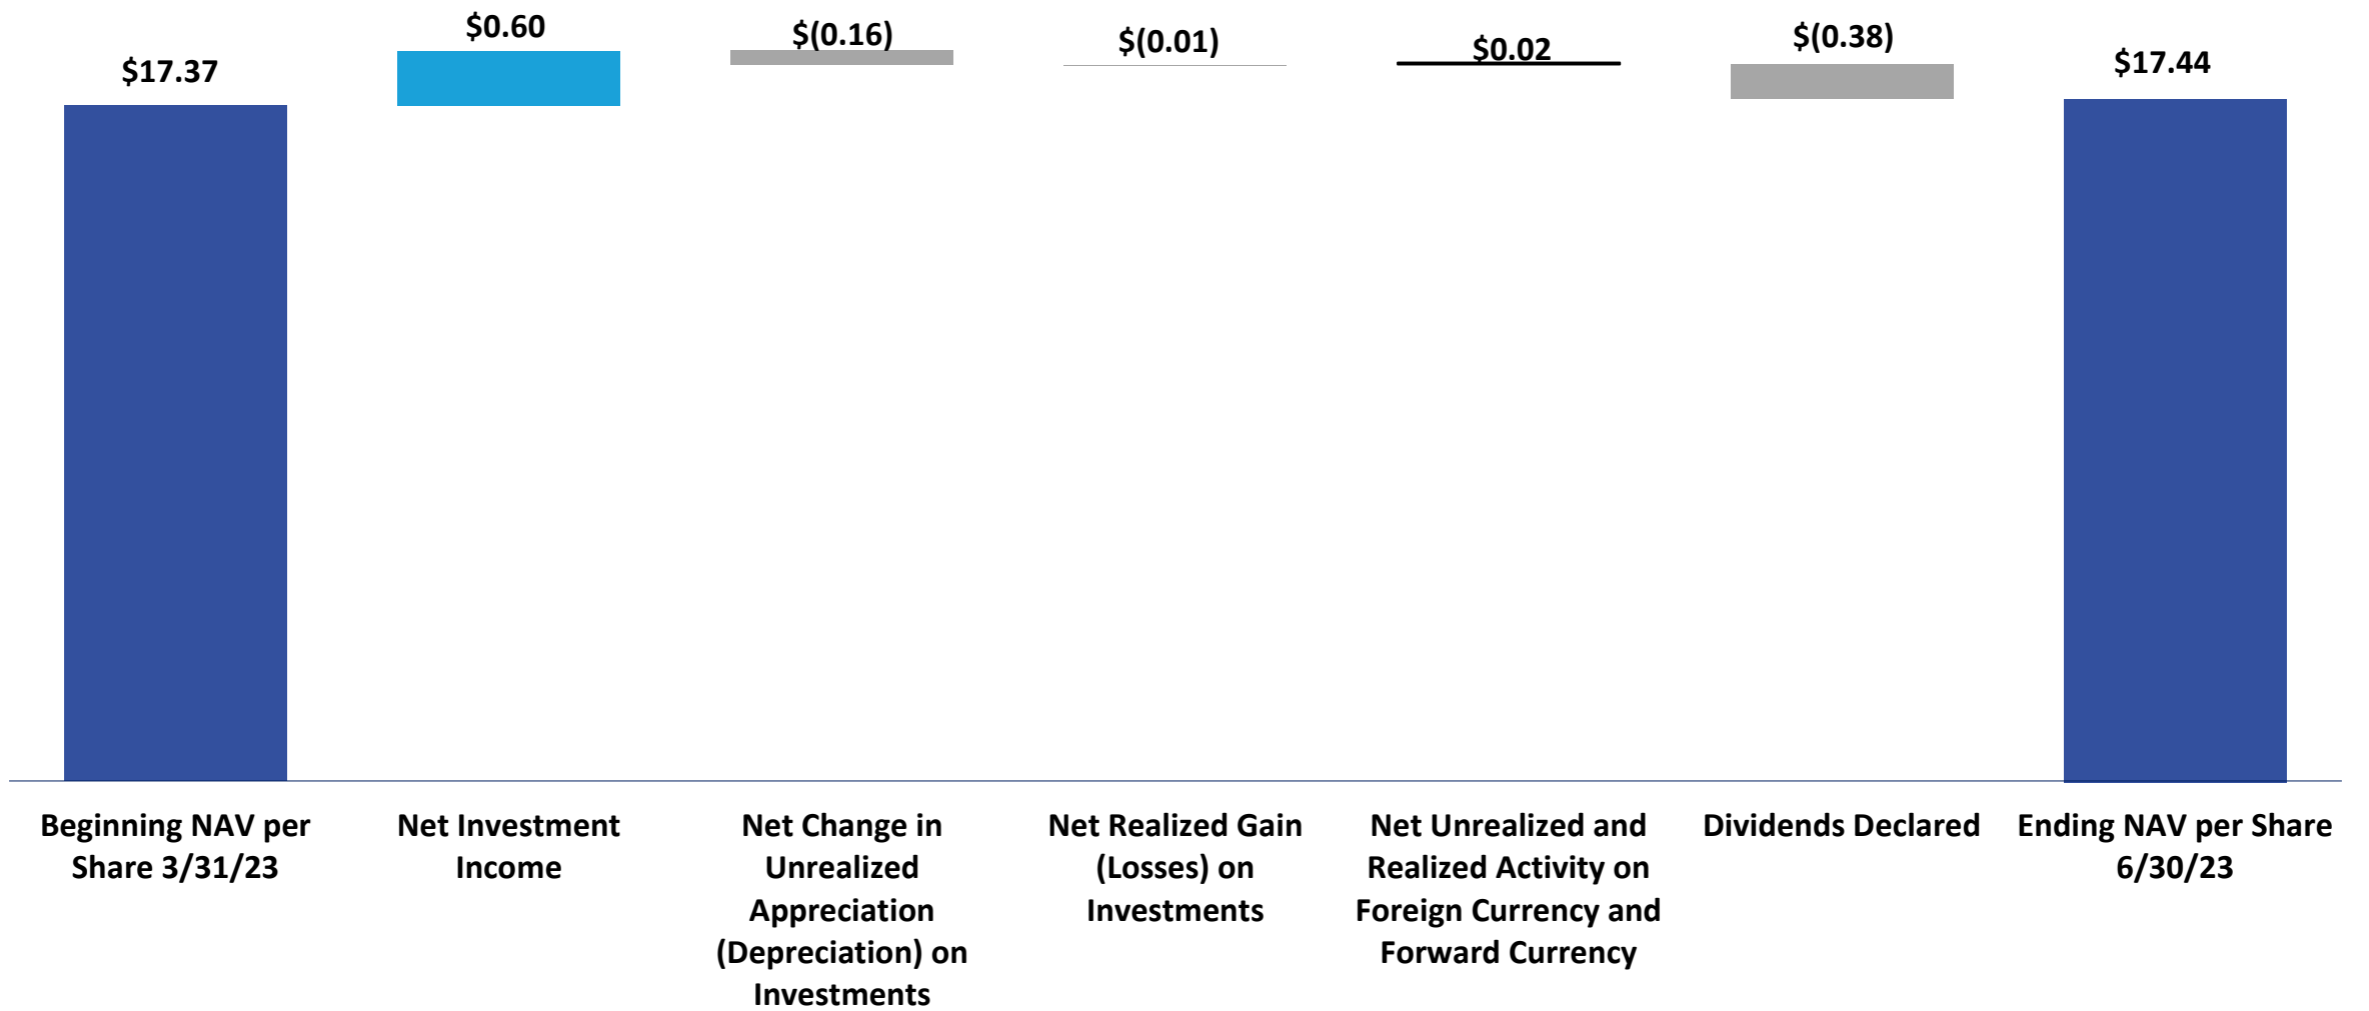 $17.37
$0.60
$(0.16)
$(0.01)
$0.02
$(0.38)
$17.44
Beginning NAV per
Share 3/31/23
Net Investment
Income
Net Change in
Unrealized
Appreciation
(Depreciation) on
Investments
Net Realized Gain
(Losses) on
Investments
Net Unrealized and
Realized Activity on
Foreign Currency and
Forward Currency
Dividends Declared
Ending NAV per Share
6/30/23